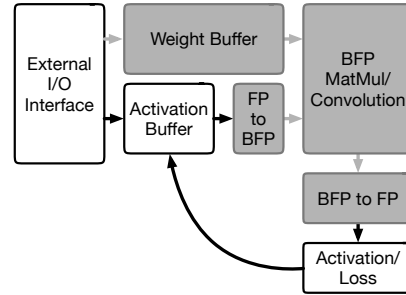 External
I/O
Interface
Weight Buffer
Activation
Buffer
FP
to
BFP
BFP
MatMul/
Convolution
BFP to FP
Activation/
Loss